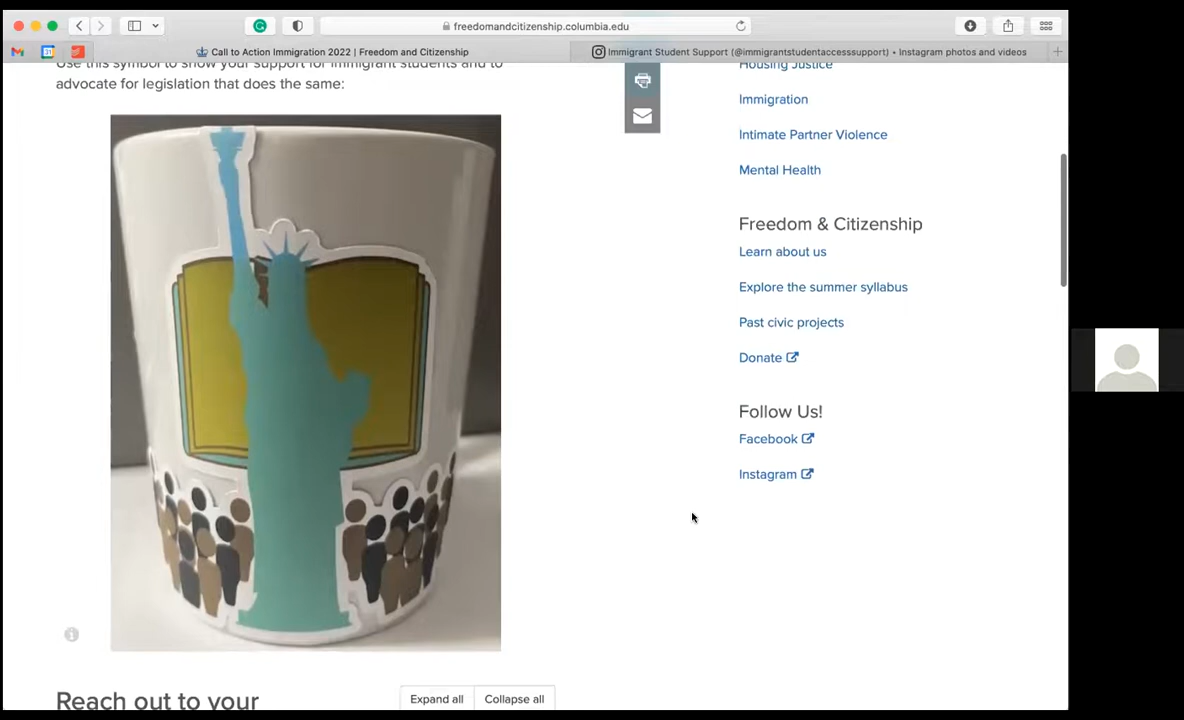 freedomandcitizenship.columbia.edu
Call to Action Immigration 2022 | Freedom and Citizenship
Immigrant Student Support (@immigrantstudentaccesssupport) • Instagram photos and videos
Use this symbol to show your support for immigrant students and to
advocate for legislation that does the same:
Housing Justice
Immigration
Intimate Partner Violence
Mental Health
Freedom & Citizenship
Learn about us
Explore the summer syllabus
Past civic projects
Donate
Follow Us!
Facebook
Instagram
Reach out to your
Expand all
Collapse all